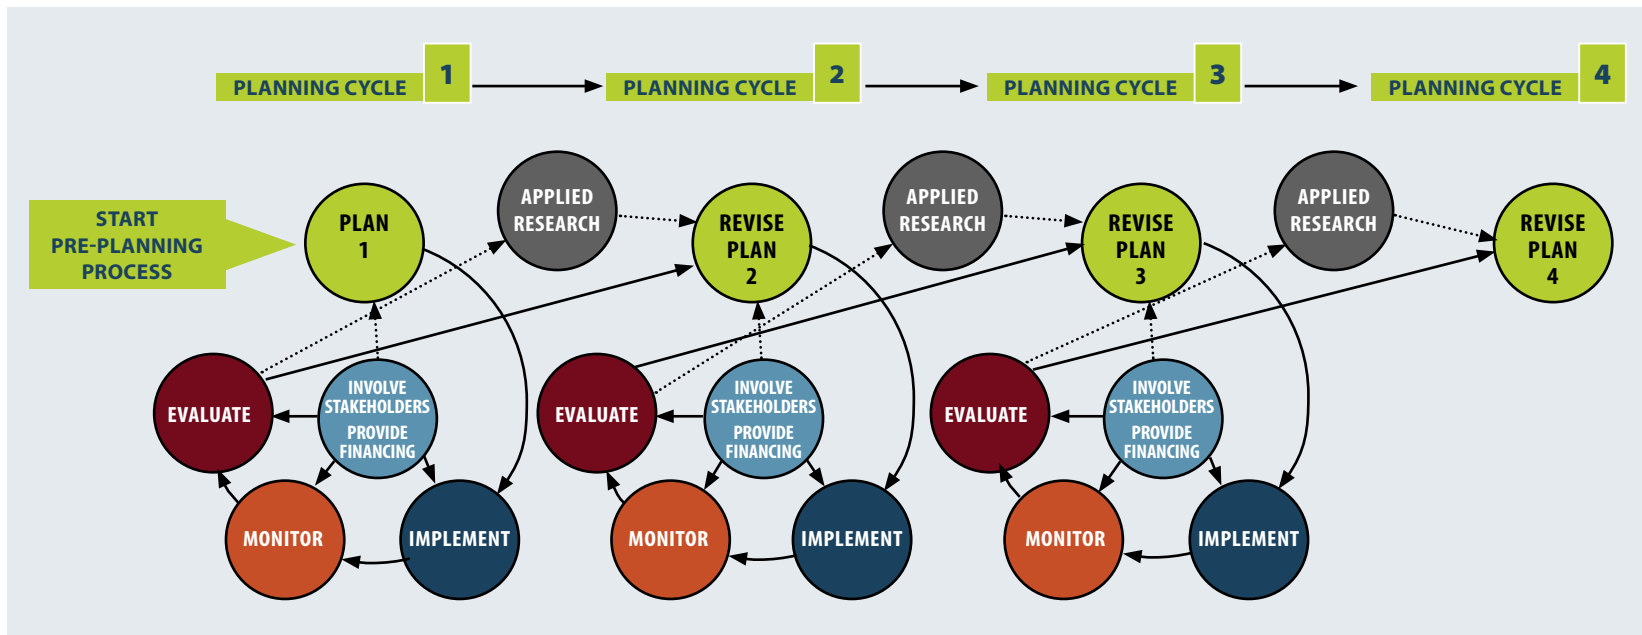 PLANNING CYCLE 1
PLANNING CYCLE 2
PLANNING CYCLE 3
PLANNING CYCLE 4
START
PRE-PLANNING
PROCESS
PLAN
1
APPLIED
RESEARCH
REVISE
PLAN
2
APPLIED
RESEARCH
REVISE
PLAN
3
APPLIED
RESEARCH
REVISE
PLAN
4
EVALUATE
INVOLVE
STAKEHOLDERS
PROVIDE
FINANCING
MONITOR
IMPLEMENT
EVALUATE
INVOLVE
STAKEHOLDERS
PROVIDE
FINANCING
MONITOR
IMPLEMENT
EVALUATE
INVOLVE
STAKEHOLDERS
PROVIDE
FINANCING
MONITOR
IMPLEMENT